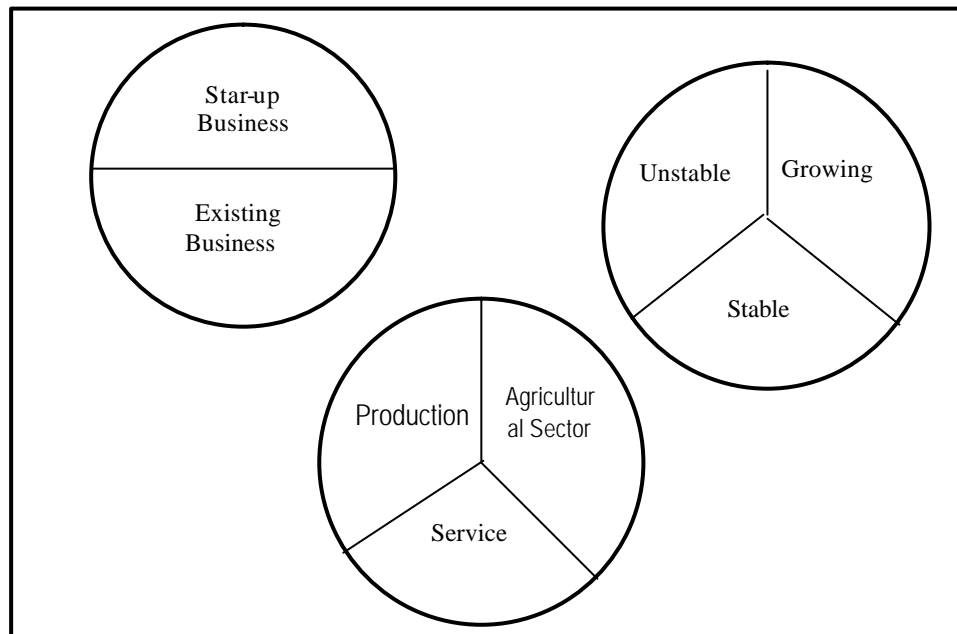 Star-up
Business
Existing
Business
Unstable
Growing
Stable
Production
Agricultur
al Sector
Service